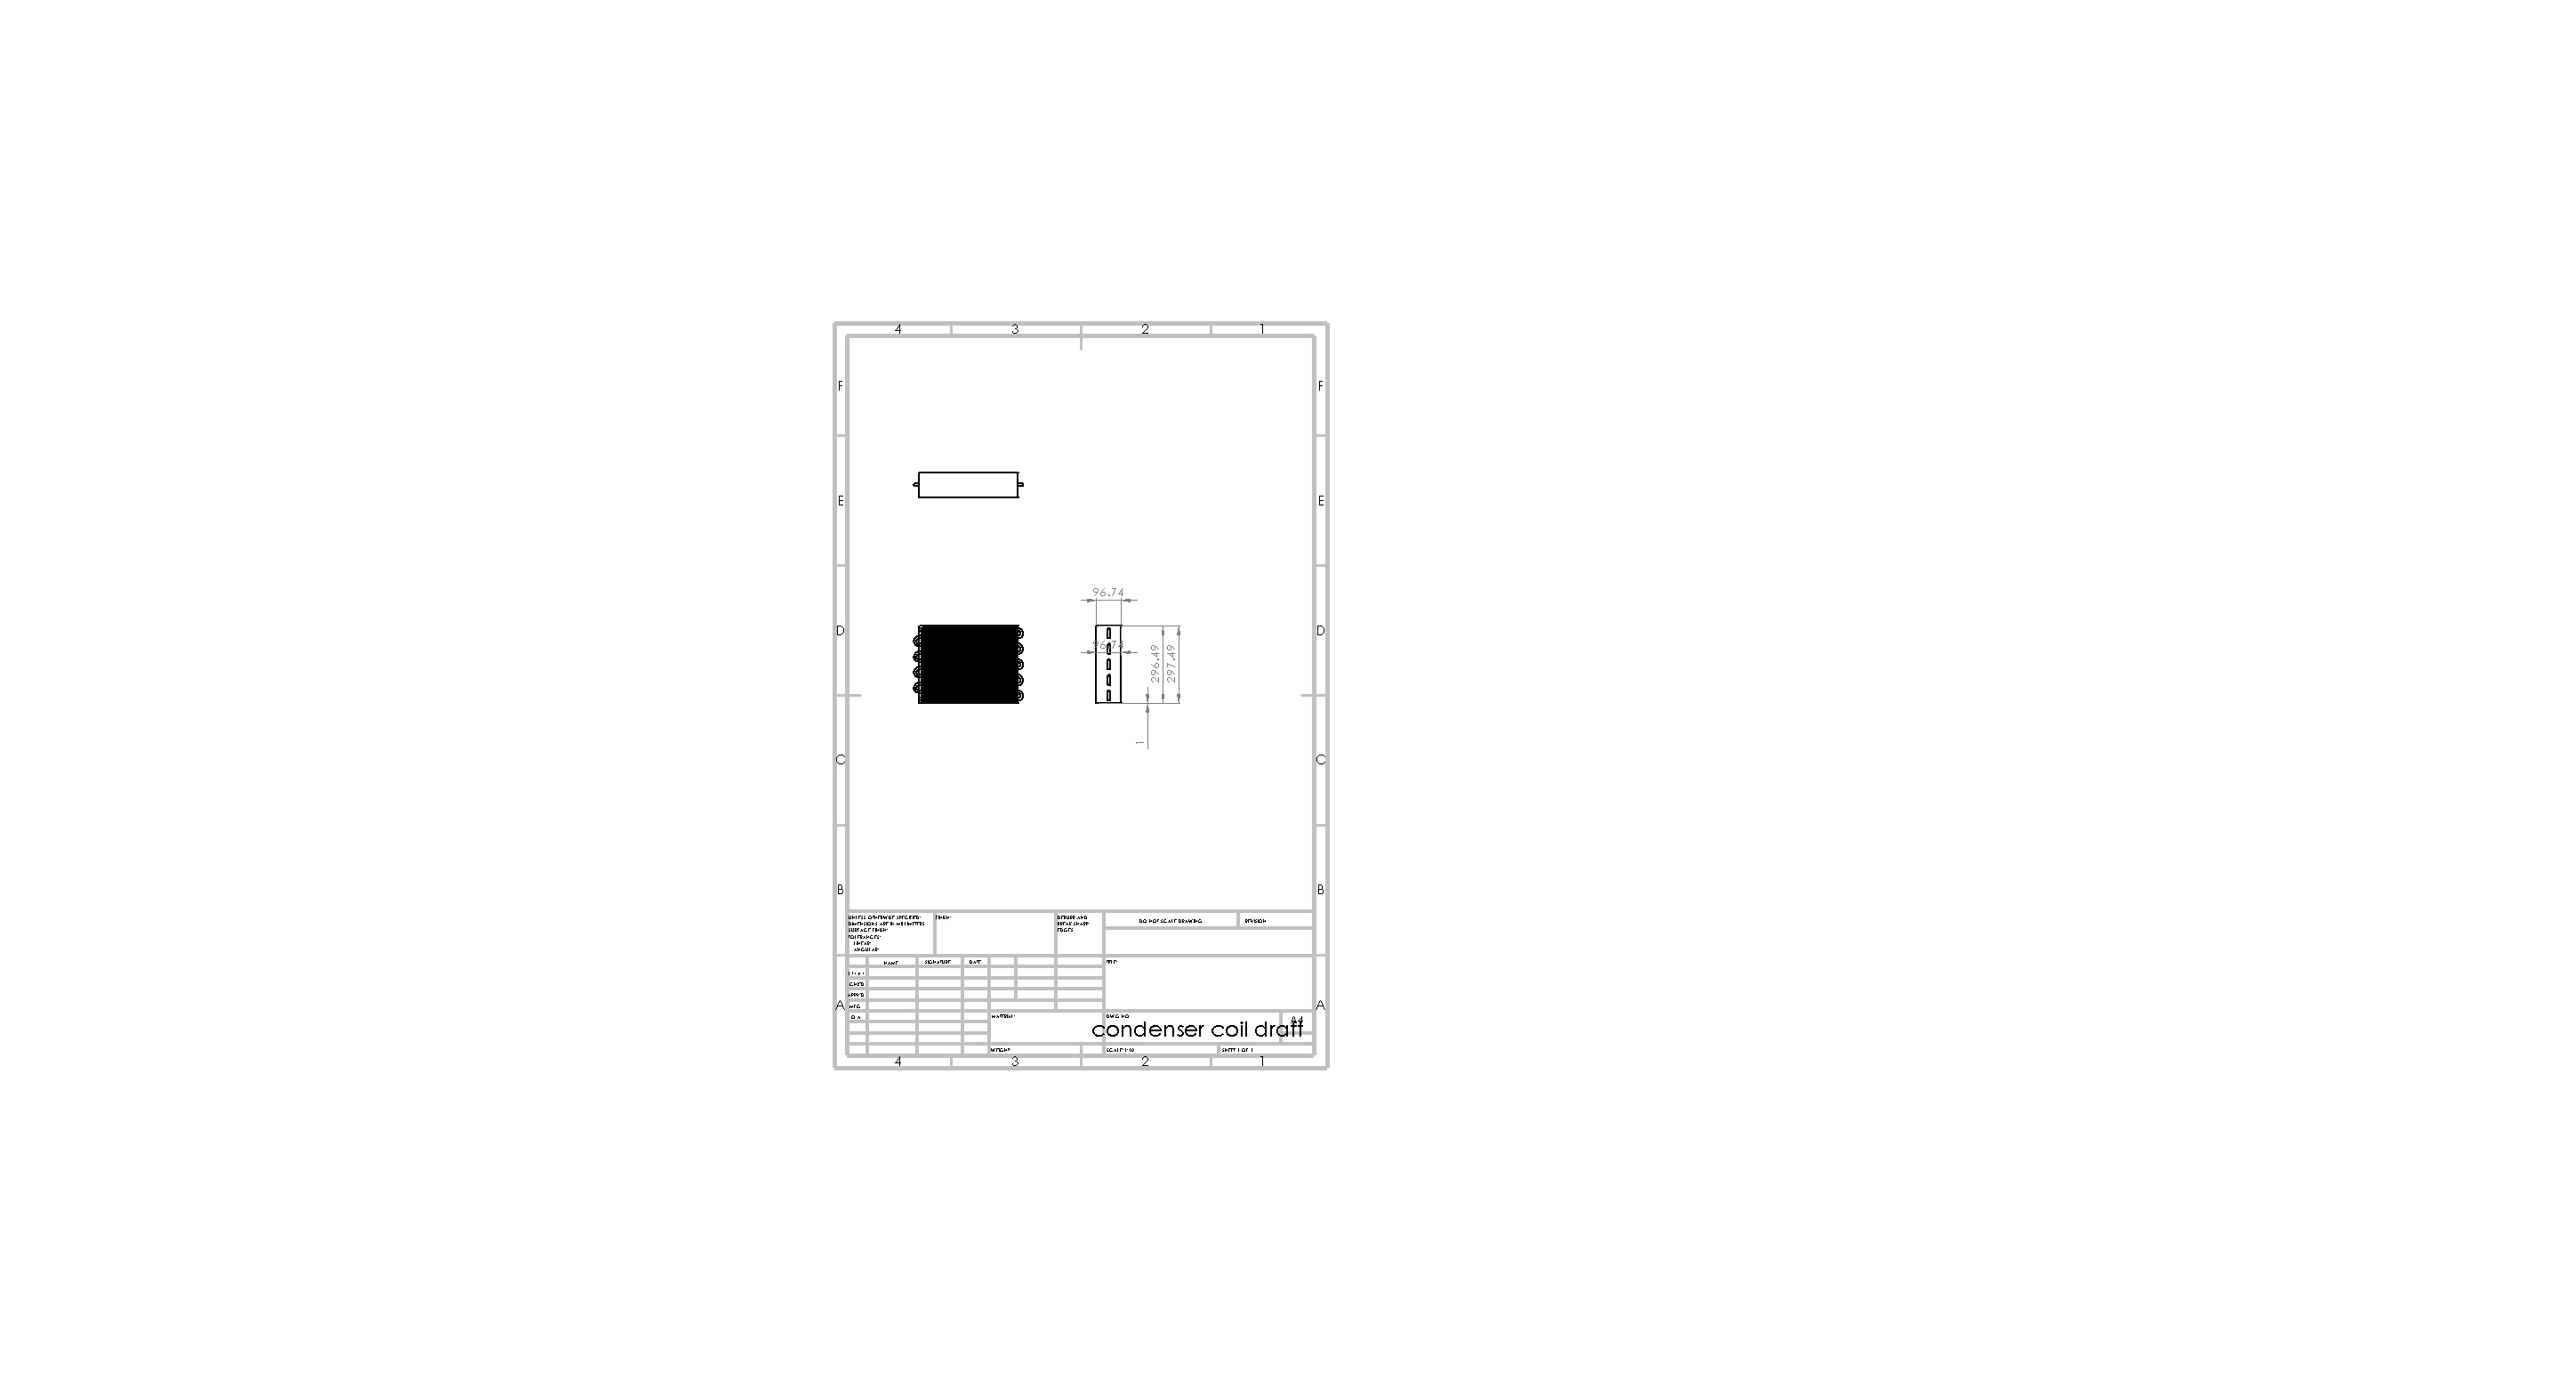 4 3 2 1
F F
E E
96.74
D D
96.74
296.49
297.49
1
C C
B B
UNLESS OTHERWISE SPECIFIED:
DIMENSIONS ARE IN MILLIMETERS
SURFACE FINISH:
TOLERANCES:
LINEAR:
ANGULAR:
FINISH:
DEBURR AND
BREAK SHARP
EDGES
DO NOT SCALE DRAWING
REVISION
NAME SIGNATURE DATE
TITLE:
CHK'D
APPV'D
A A
MFG
Q.A
MATERIAL:
DWG NO.
A4
condenser coil draft
WEIGHT:
SCALE:1:10
SHEET 1 OF 1
4 3 2 1